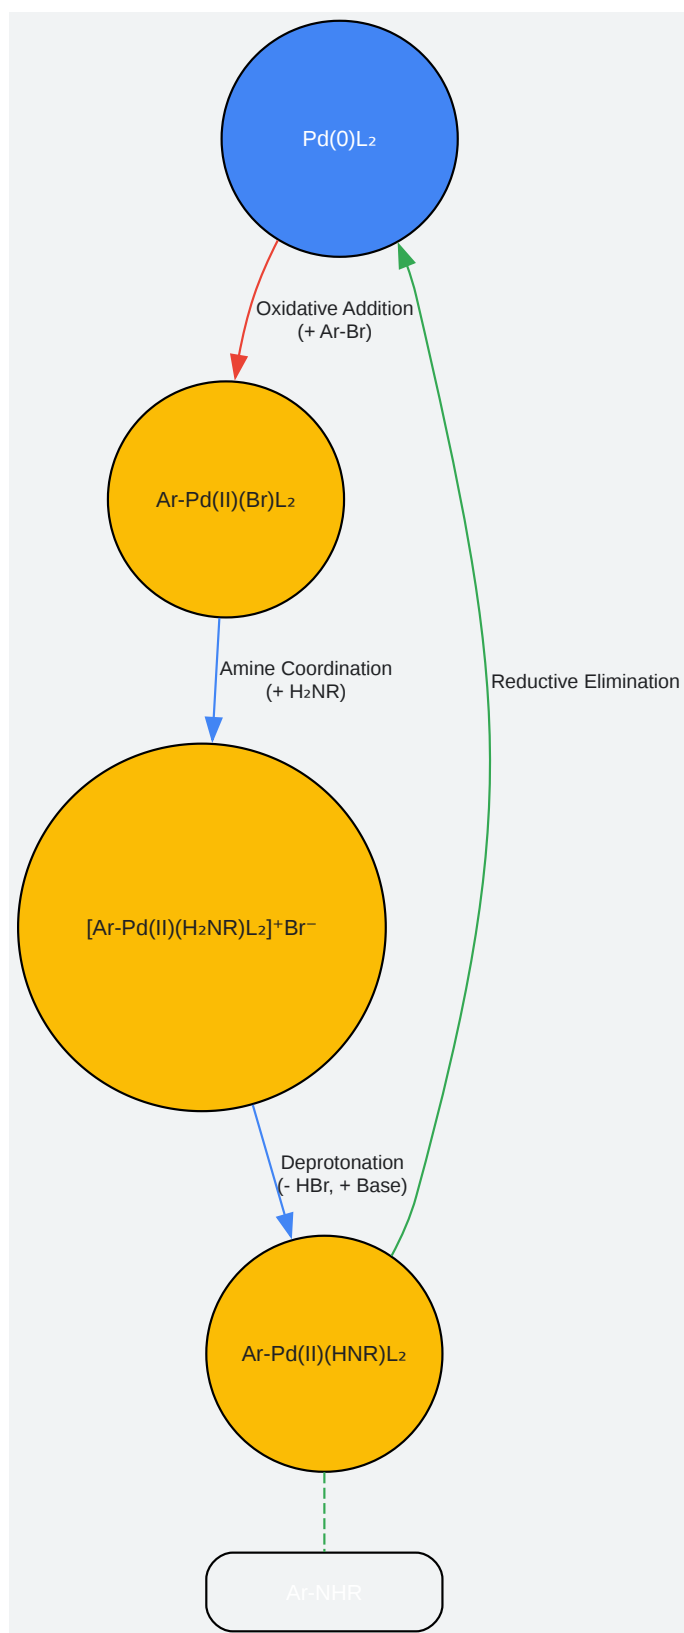 Pd(0)L₂
Oxidative Addition
(+ Ar-Br)
Ar-Pd(II)(Br)L₂
Amine Coordination
(+ H₂NR)
Reductive Elimination
[Ar-Pd(II)(H₂NR)L₂]⁺Br⁻
Deprotonation
(- HBr, + Base)
Ar-Pd(II)(HNR)L₂
Ar-NHR